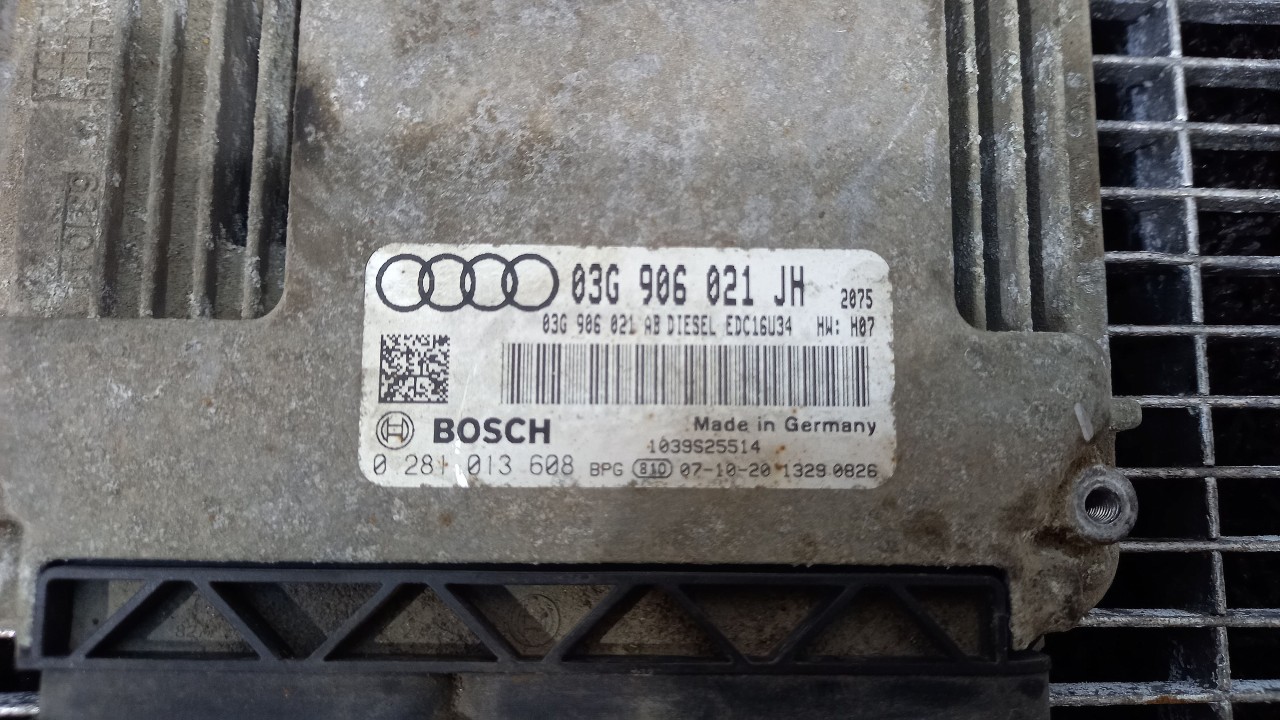 03G 906 021 JH 2075
03G 906 021 AB DIESEL EDC16U34 HW: H07
BOSCH Made in Germany
1039S25514
0 281 013 608 BPG 810 07-10-20 1329 0826